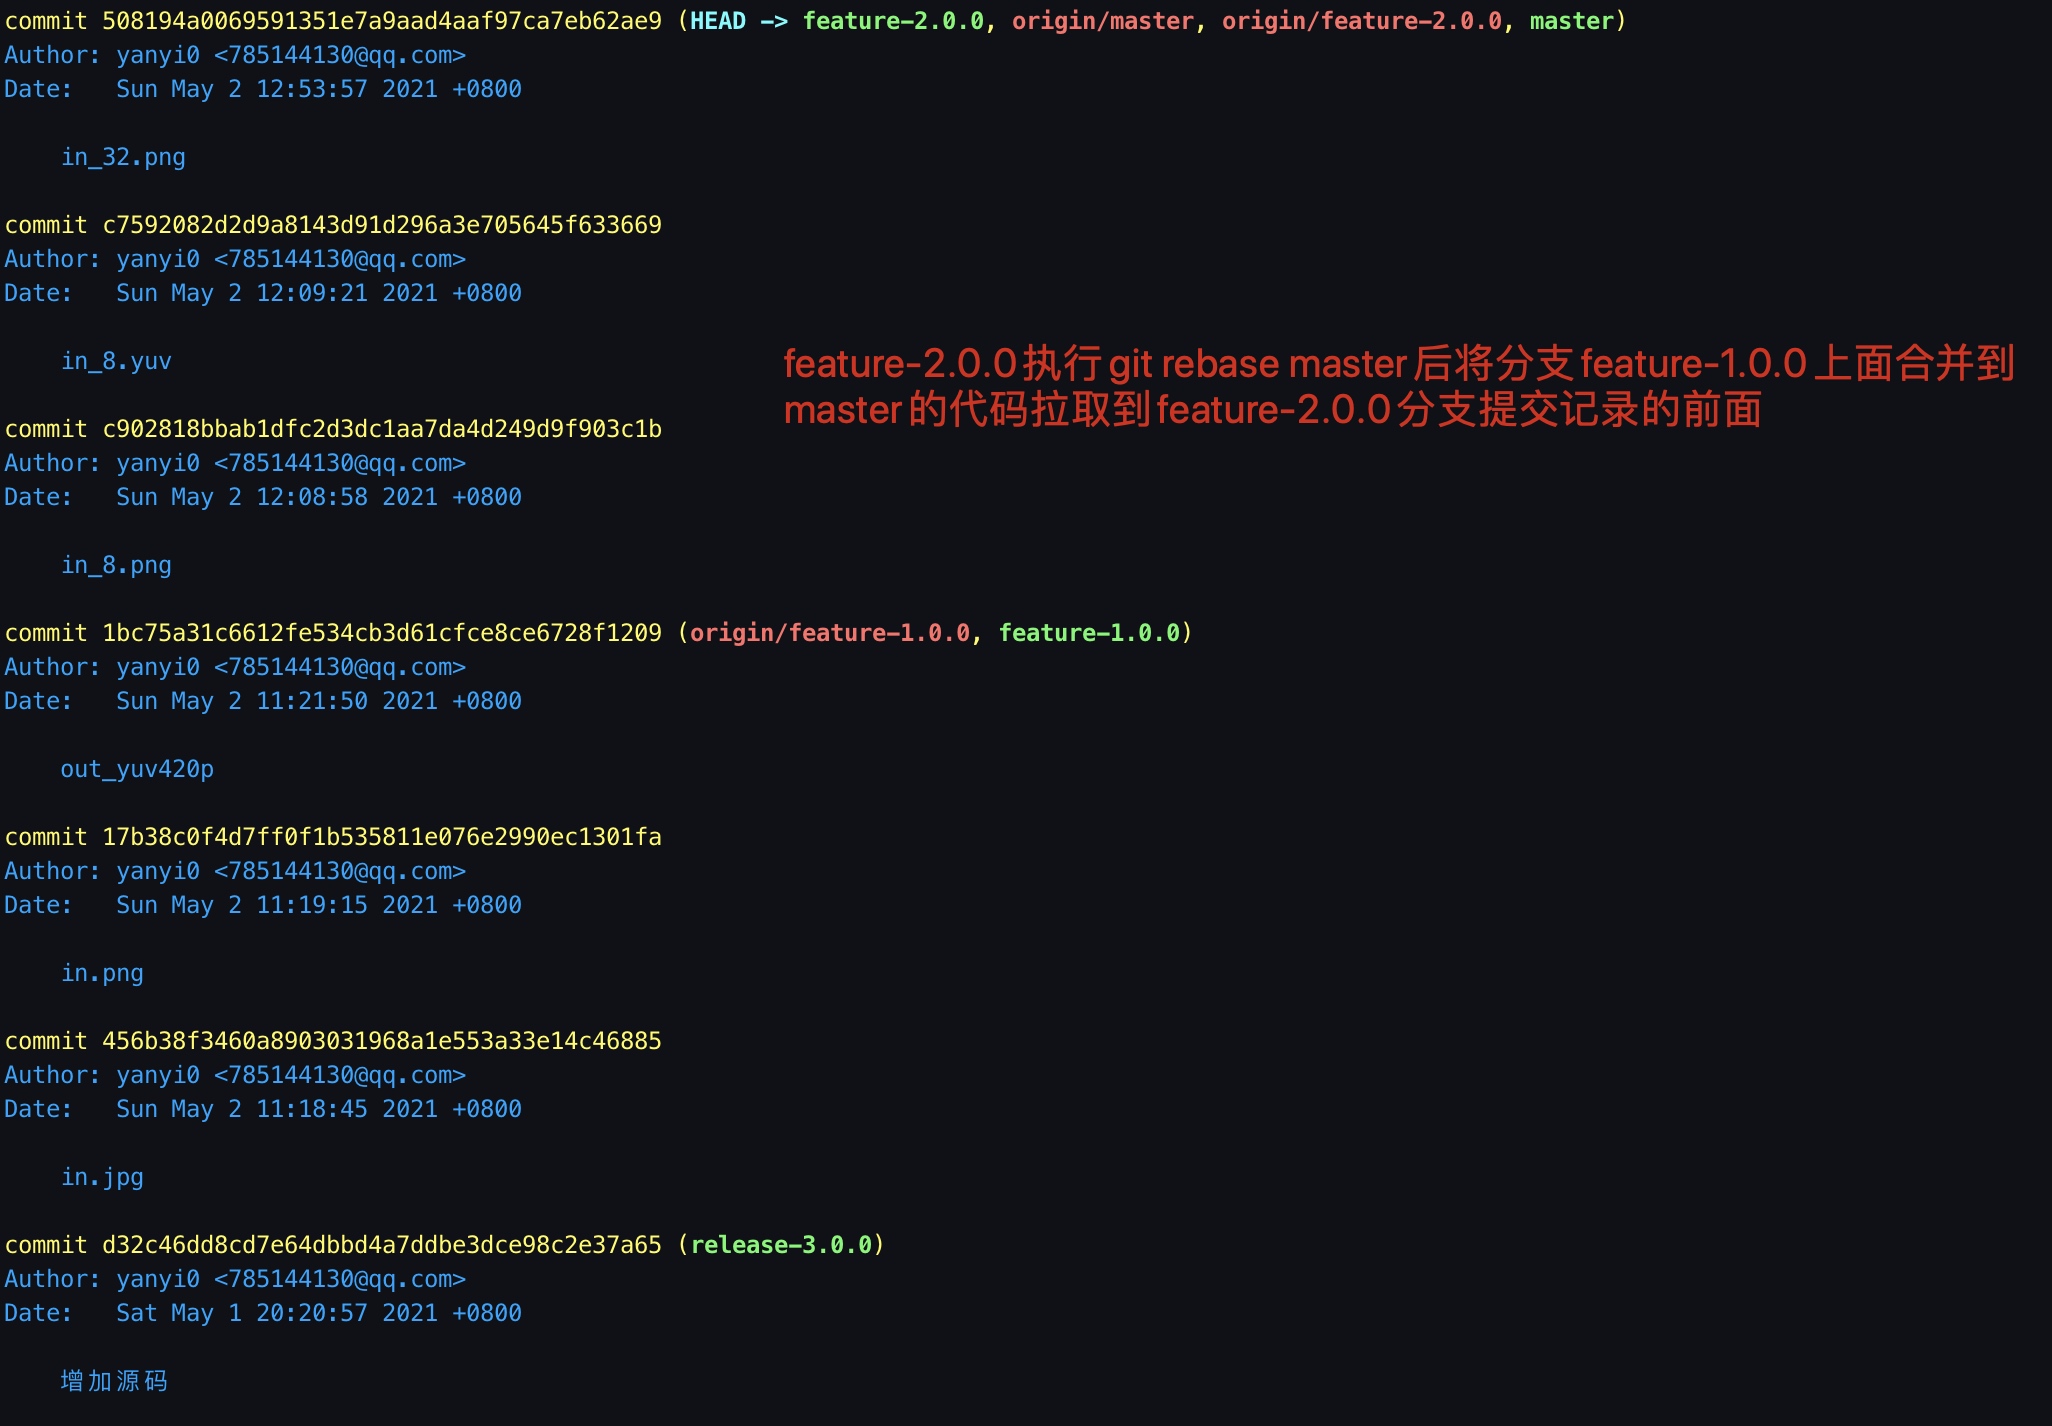 commit 508194a0069591351e7a9aad4aaf97ca7eb62ae9 (HEAD -> feature-2.0.0, origin/master, origin/feature-2.0.0, master)
Author: yanyi0 <785144130@qq.com>
Date:   Sun May 2 12:53:57 2021 +0800
in_32.png
commit c7592082d2d9a8143d91d296a3e705645f633669
Author: yanyi0 <785144130@qq.com>
Date:   Sun May 2 12:09:21 2021 +0800
in_8.yuv
feature-2.0.0执行git rebase master后将分支feature-1.0.0上面合并到
master的代码拉取到feature-2.0.0分支提交记录的前面
commit c902818bbab1dfc2d3dc1aa7da4d249d9f903c1b
Author: yanyi0 <785144130@qq.com>
Date:   Sun May 2 12:08:58 2021 +0800
in_8.png
commit 1bc75a31c6612fe534cb3d61cfce8ce6728f1209 (origin/feature-1.0.0, feature-1.0.0)
Author: yanyi0 <785144130@qq.com>
Date:   Sun May 2 11:21:50 2021 +0800
out_yuv420p
commit 17b38c0f4d7ff0f1b535811e076e2990ec1301fa
Author: yanyi0 <785144130@qq.com>
Date:   Sun May 2 11:19:15 2021 +0800
in.png
commit 456b38f3460a8903031968a1e553a33e14c46885
Author: yanyi0 <785144130@qq.com>
Date:   Sun May 2 11:18:45 2021 +0800
in.jpg
commit d32c46dd8cd7e64dbbd4a7ddbe3dce98c2e37a65 (release-3.0.0)
Author: yanyi0 <785144130@qq.com>
Date:   Sat May 1 20:20:57 2021 +0800
增加源码